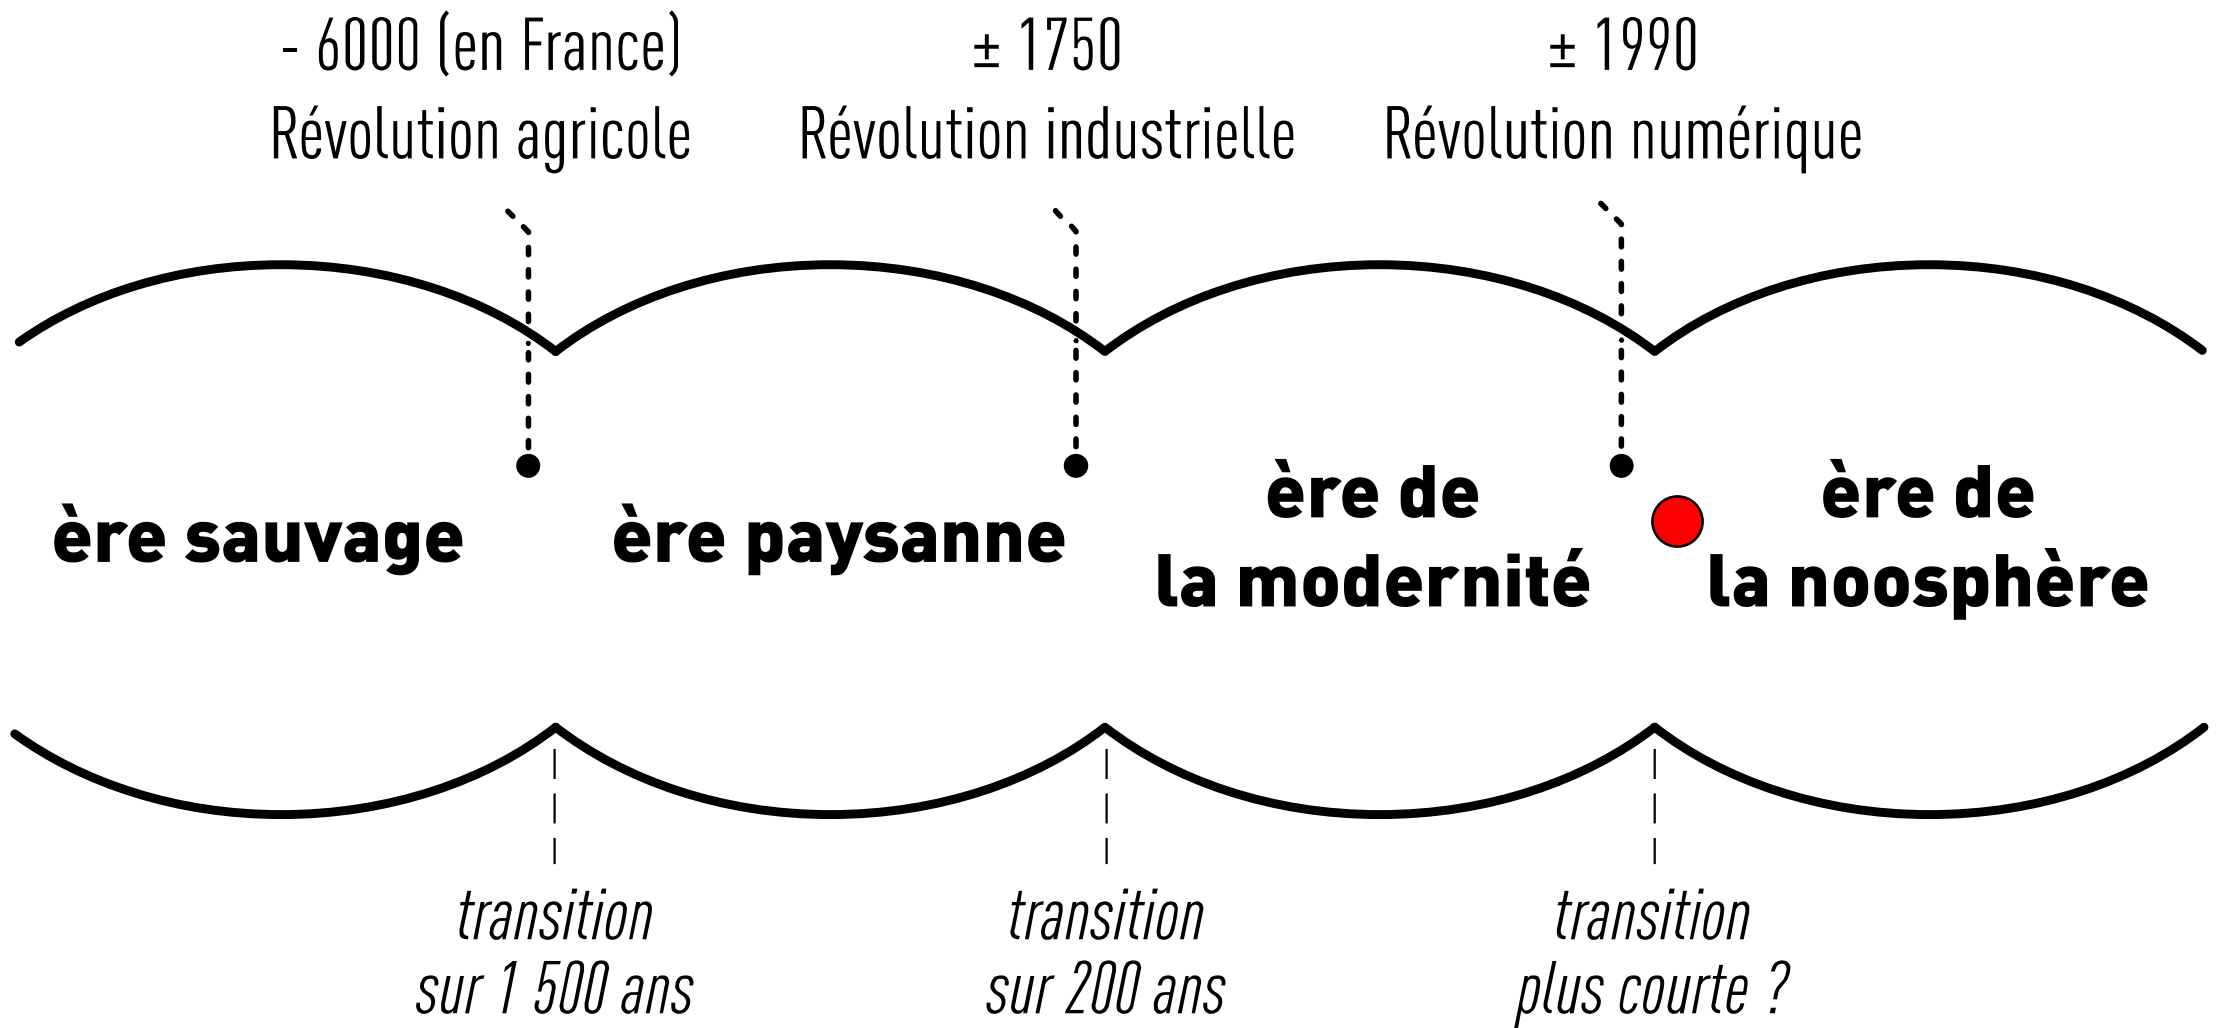 - 6000 (en France)
Révolution agricole
± 1750
Révolution industrielle
± 1990
Révolution numérique
ère sauvage
ère paysanne
ère de
la modernité
ère de
la noosphère
transition
sur 1 500 ans
transition
sur 200 ans
transition
plus courte ?